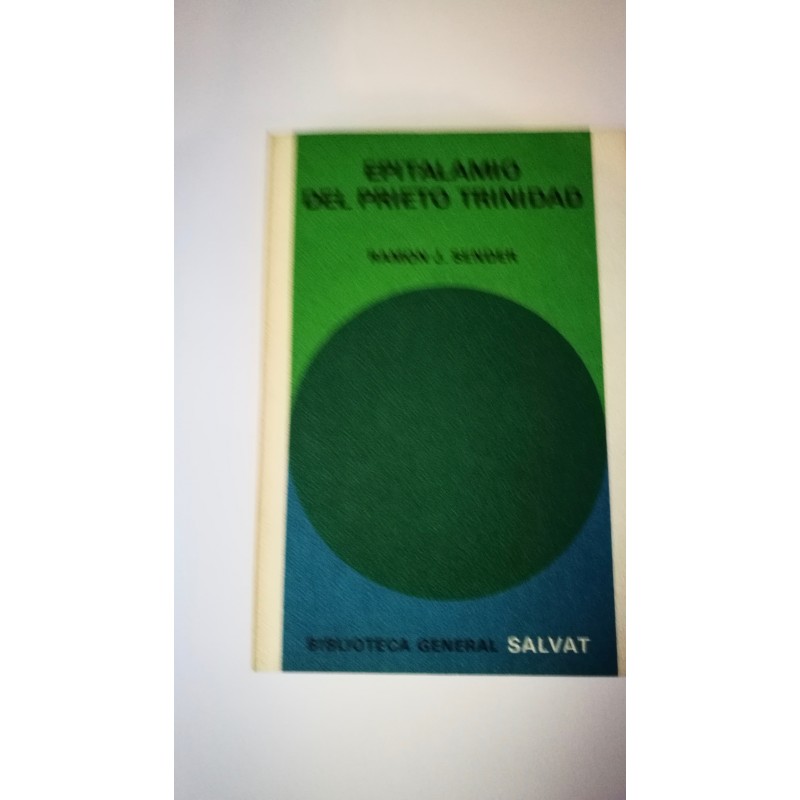 EPITALAMIO
DEL PRIETO TRINIDAD
RAMON J. SENDER
BIBLIOTECA GENERAL SALVAT